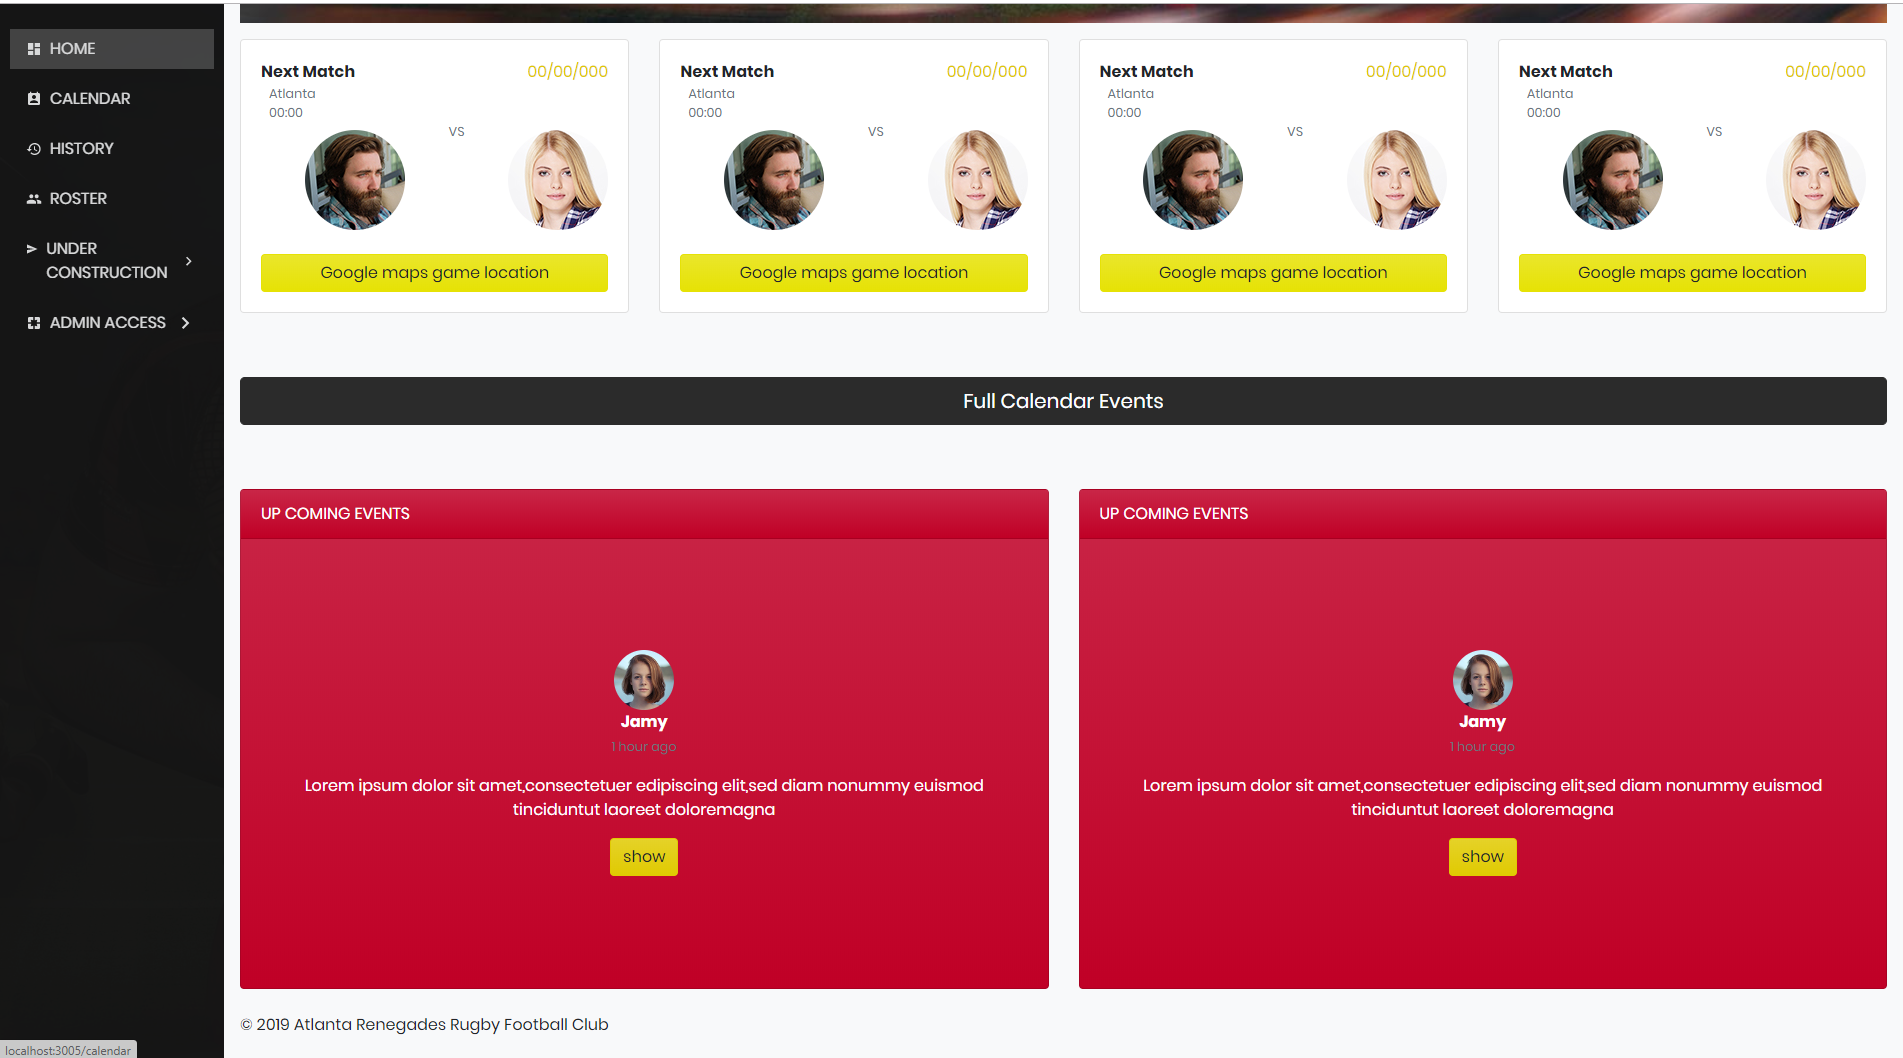 HOME
CALENDAR
HISTORY
ROSTER
UNDER
CONSTRUCTION
ADMIN ACCESS
Next Match 00/00/000
Atlanta
00:00
VS
Google maps game location
Next Match 00/00/000
Atlanta
00:00
VS
Google maps game location
Next Match 00/00/000
Atlanta
00:00
VS
Google maps game location
Next Match 00/00/000
Atlanta
00:00
VS
Google maps game location
Full Calendar Events
UP COMING EVENTS
Jamy
1 hour ago
Lorem ipsum dolor sit amet,consectetuer edipiscing elit,sed diam nonummy euismod
tinciduntut laoreet doloremagna
show
UP COMING EVENTS
Jamy
1 hour ago
Lorem ipsum dolor sit amet,consectetuer edipiscing elit,sed diam nonummy euismod
tinciduntut laoreet doloremagna
show
© 2019 Atlanta Renegades Rugby Football Club
localhost:3005/calendar